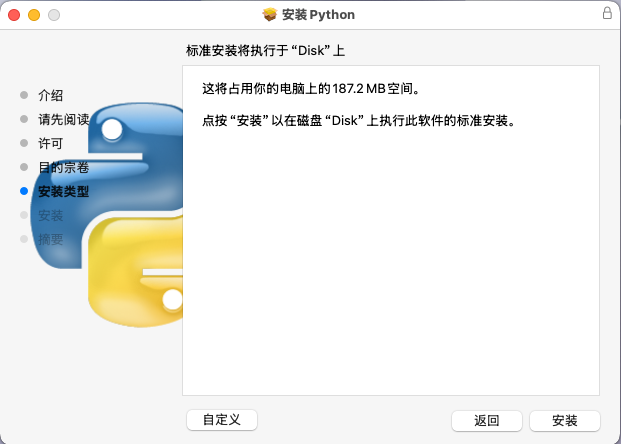 安装 Python
标准安装将执行于“Disk”上
介绍
请先阅读
许可
目的宗卷
安装类型
安装
摘要
这将占用你的电脑上的187.2 MB空间。
点按“安装”以在磁盘“Disk”上执行此软件的标准安装。
自定义
返回
安装